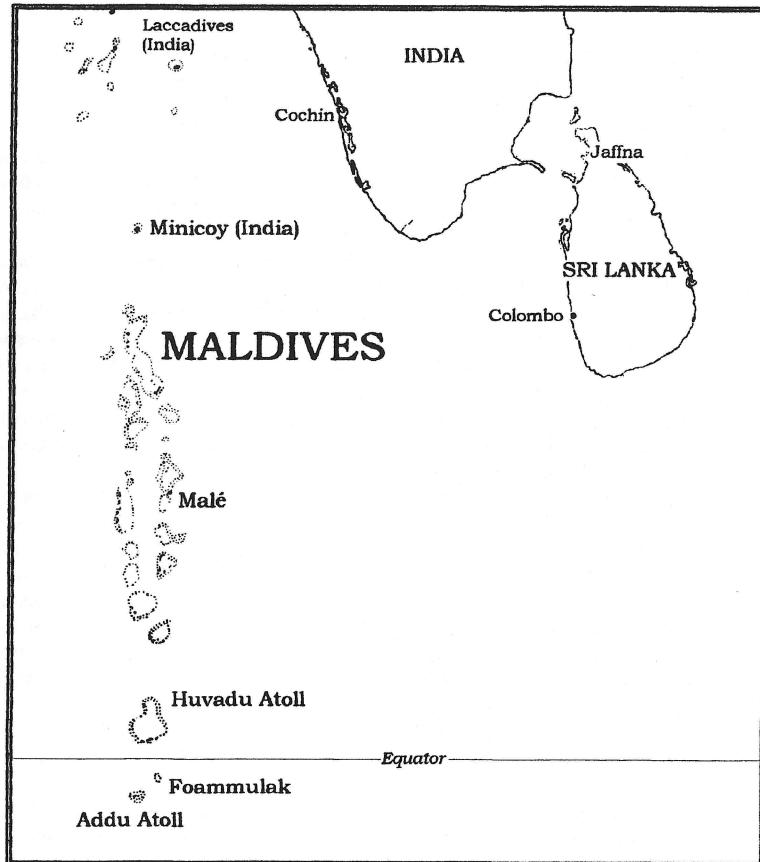 Laccadives
(India)
INDIA
Cochin
Jaffna
Minicoy (India)
SRI LANKA
Colombo
MALDIVES
Malé
Huvadu Atoll
Equator
Foammulak
Addu Atoll